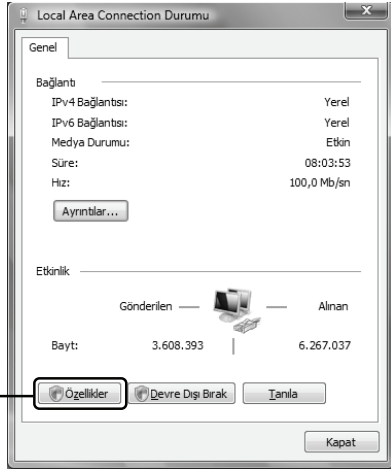 Local Area Connection Durumu
Genel
Bağlantı
IPv4 Bağlantısı: Yerel
IPv6 Bağlantısı: Yerel
Medya Durumu: Etkin
Süre: 08:03:53
Hız: 100,0 Mb/sn
Ayrıntılar...
Etkinlik
Gönderilen Alınan
Bayt: 3.608.393 6.267.037
Özellikler Devre Dışı Bırak Tanıla
Kapat